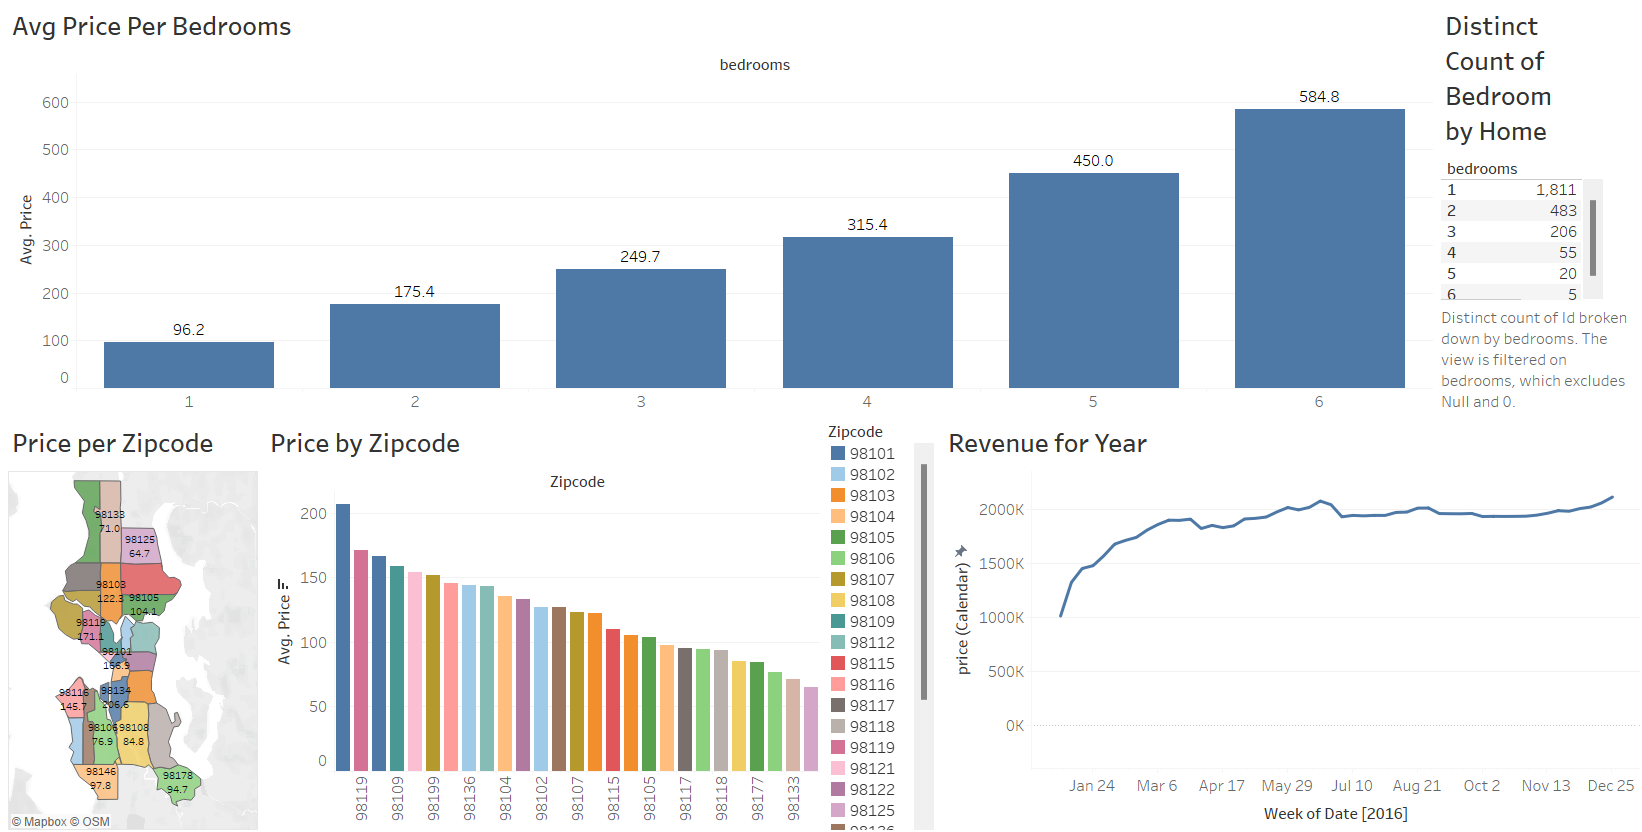 Avg Price Per Bedrooms
bedrooms
Avg. Price
600
500
400
300
200
100
0
96.2
175.4
249.7
315.4
450.0
584.8
1
2
3
4
5
6
Distinct
Count of
Bedroom
by Home
bedrooms
1 1,811
2 483
3 206
4 55
5 20
6 5
Distinct count of Id broken
down by bedrooms. The
view is filtered on
bedrooms, which excludes
Null and 0.
Price per Zipcode
98133
71.0
98125
64.7
98103
122.3
98105
104.1
98119
171.1
98101
166.9
98116
145.7
98134
206.6
98106
76.9
98108
84.8
98146
97.8
98178
94.7
© Mapbox © OSM
Price by Zipcode
Zipcode
Avg. Price
200
150
100
50
0
98119
98109
98199
98136
98104
98102
98107
98115
98105
98117
98118
98177
98133
Zipcode
98101
98102
98103
98104
98105
98106
98107
98108
98109
98112
98115
98116
98117
98118
98119
98121
98122
98125
98126
Revenue for Year
price (Calendar)
2000K
1500K
1000K
500K
0K
Jan 24
Mar 6
Apr 17
May 29
Jul 10
Aug 21
Oct 2
Nov 13
Dec 25
Week of Date [2016]